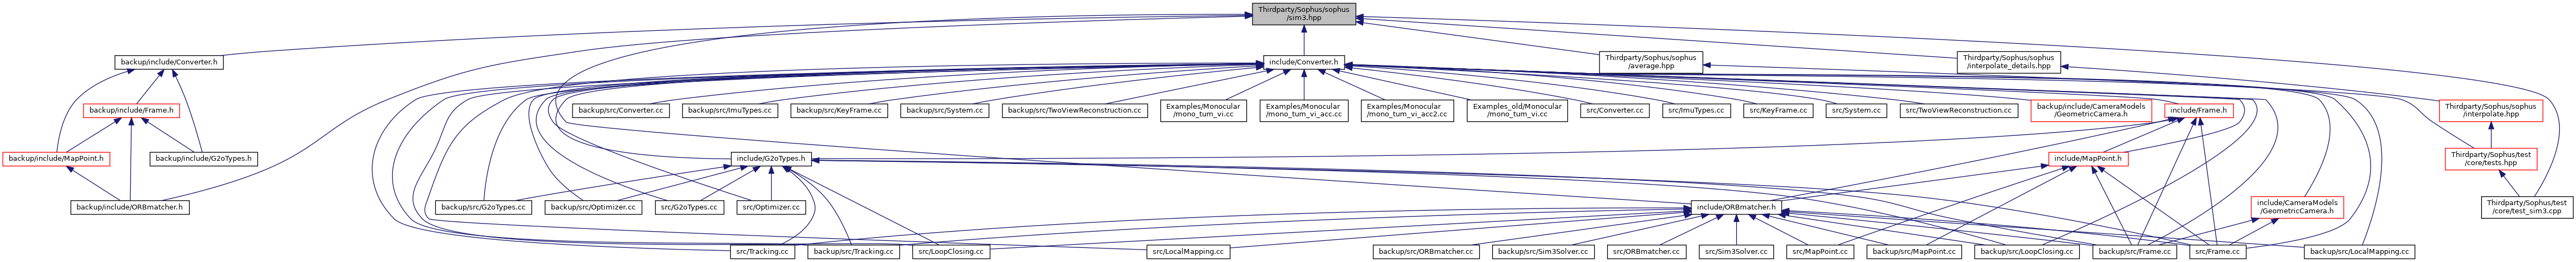 Thirdparty/Sophus/sophus
/sim3.hpp
backup/include/Converter.h
include/Converter.h
Thirdparty/Sophus/sophus
/average.hpp
Thirdparty/Sophus/sophus
/interpolate_details.hpp
backup/include/Frame.h
backup/src/Converter.cc
backup/src/ImuTypes.cc
backup/src/KeyFrame.cc
backup/src/System.cc
backup/src/TwoViewReconstruction.cc
Examples/Monocular
/mono_tum_vi.cc
Examples/Monocular
/mono_tum_vi_acc.cc
Examples/Monocular
/mono_tum_vi_acc2.cc
Examples_old/Monocular
/mono_tum_vi.cc
src/Converter.cc
src/ImuTypes.cc
src/KeyFrame.cc
src/System.cc
src/TwoViewReconstruction.cc
backup/include/CameraModels
/GeometricCamera.h
include/Frame.h
Thirdparty/Sophus/sophus
/interpolate.hpp
backup/include/MapPoint.h
backup/include/G2oTypes.h
include/G2oTypes.h
include/MapPoint.h
Thirdparty/Sophus/test
/core/tests.hpp
backup/include/ORBmatcher.h
backup/src/G2oTypes.cc
backup/src/Optimizer.cc
src/G2oTypes.cc
src/Optimizer.cc
include/ORBmatcher.h
include/CameraModels
/GeometricCamera.h
Thirdparty/Sophus/test
/core/test_sim3.cpp
src/Tracking.cc
backup/src/Tracking.cc
src/LoopClosing.cc
src/LocalMapping.cc
backup/src/ORBmatcher.cc
backup/src/Sim3Solver.cc
src/ORBmatcher.cc
src/Sim3Solver.cc
src/MapPoint.cc
backup/src/MapPoint.cc
backup/src/LoopClosing.cc
backup/src/Frame.cc
src/Frame.cc
backup/src/LocalMapping.cc